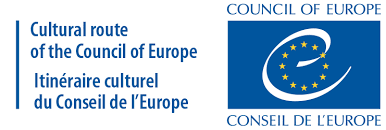 Cultural route
of the Council of Europe
Itinéraire culturel
du Conseil de l'Europe
COUNCIL OF EUROPE
CONSEIL DE L'EUROPE